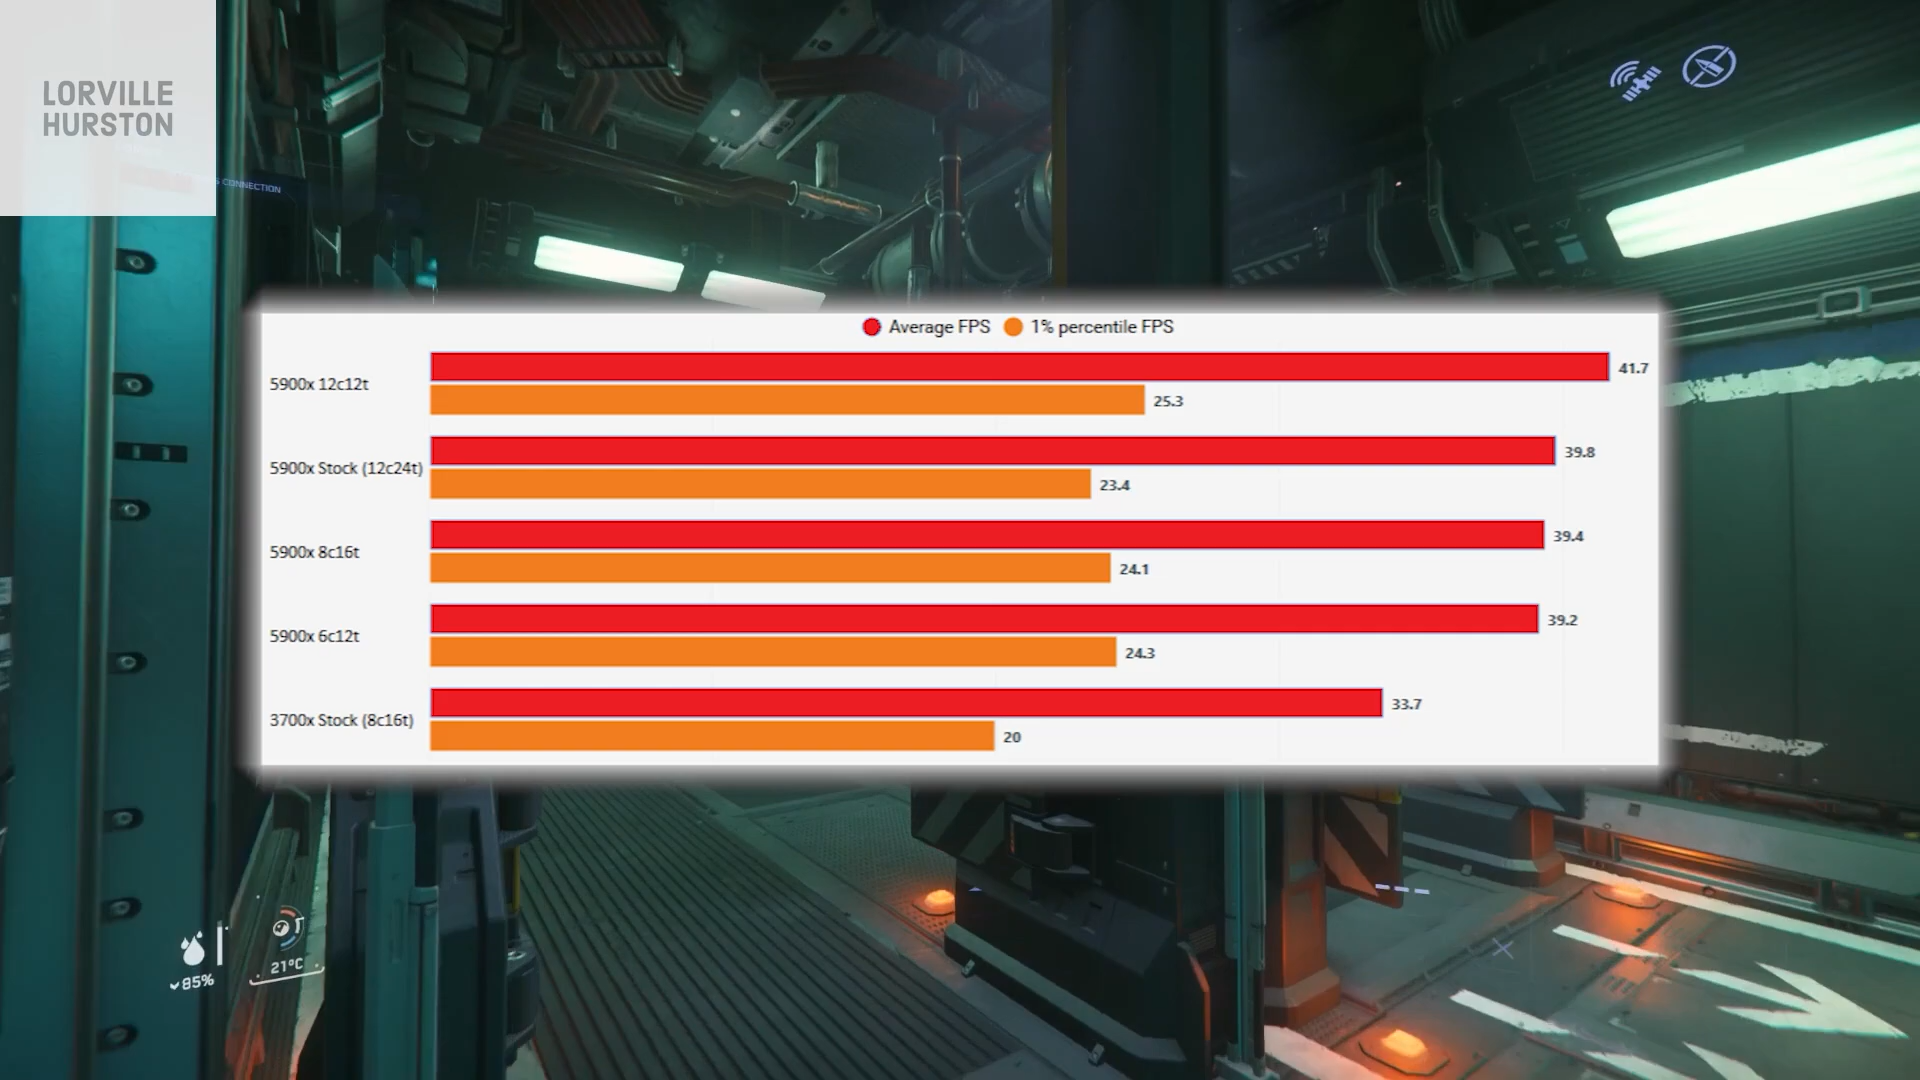 LORVILLE
HURSTON
CONNECTION
Average FPS 1% percentile FPS
5900x 12c12t
41.7
25.3
5900x Stock (12c24t)
39.8
23.4
5900x 8c16t
39.4
24.1
5900x 6c12t
39.2
24.3
3700x Stock (8c16t)
33.7
20
85%
21°C